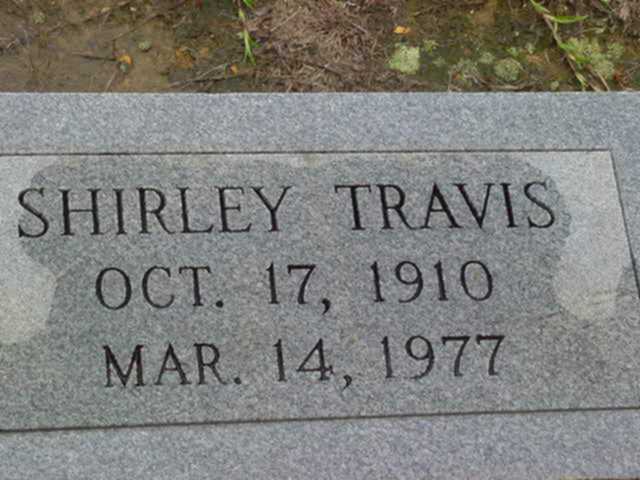 SHIRLEY TRAVIS
OCT. 17, 1910
MAR. 14, 1977